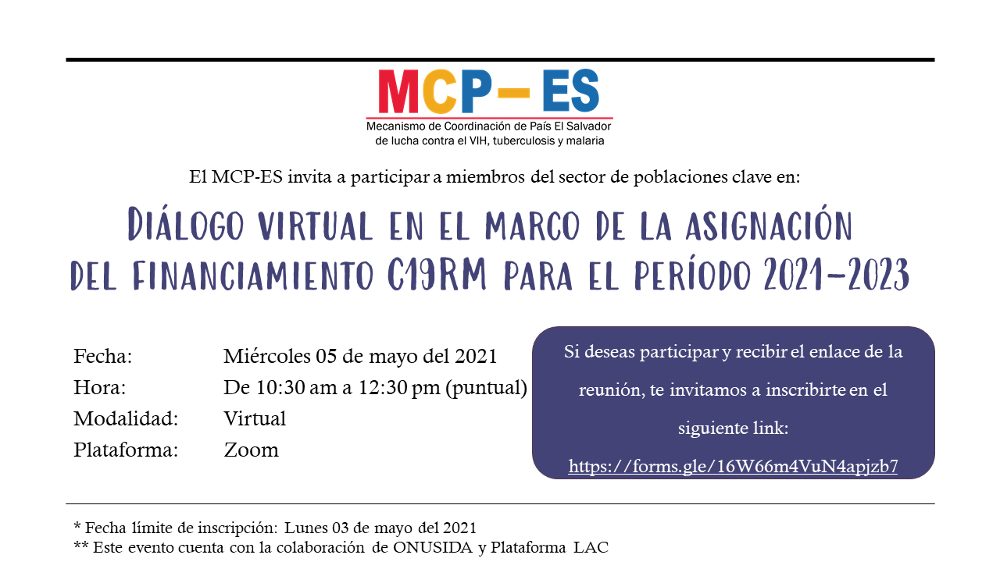 MCP-ES
Mecanismo de Coordinación de País El Salvador
de lucha contra el VIH, tuberculosis y malaria
El MCP-ES invita a participar a miembros del sector de poblaciones clave en:
Diálogo virtual en el marco de la asignación
del financiamiento C19RM para el período 2021-2023
Fecha: Miércoles 05 de mayo del 2021
Hora: De 10:30 am a 12:30 pm (puntual)
Modalidad: Virtual
Plataforma: Zoom
Si deseas participar y recibir el enlace de la
reunión, te invitamos a inscribirte en el
siguiente link:
https://forms.gle/16W66m4VuN4apjzb7
* Fecha límite de inscripción: Lunes 03 de mayo del 2021
** Este evento cuenta con la colaboración de ONUSIDA y Plataforma LAC